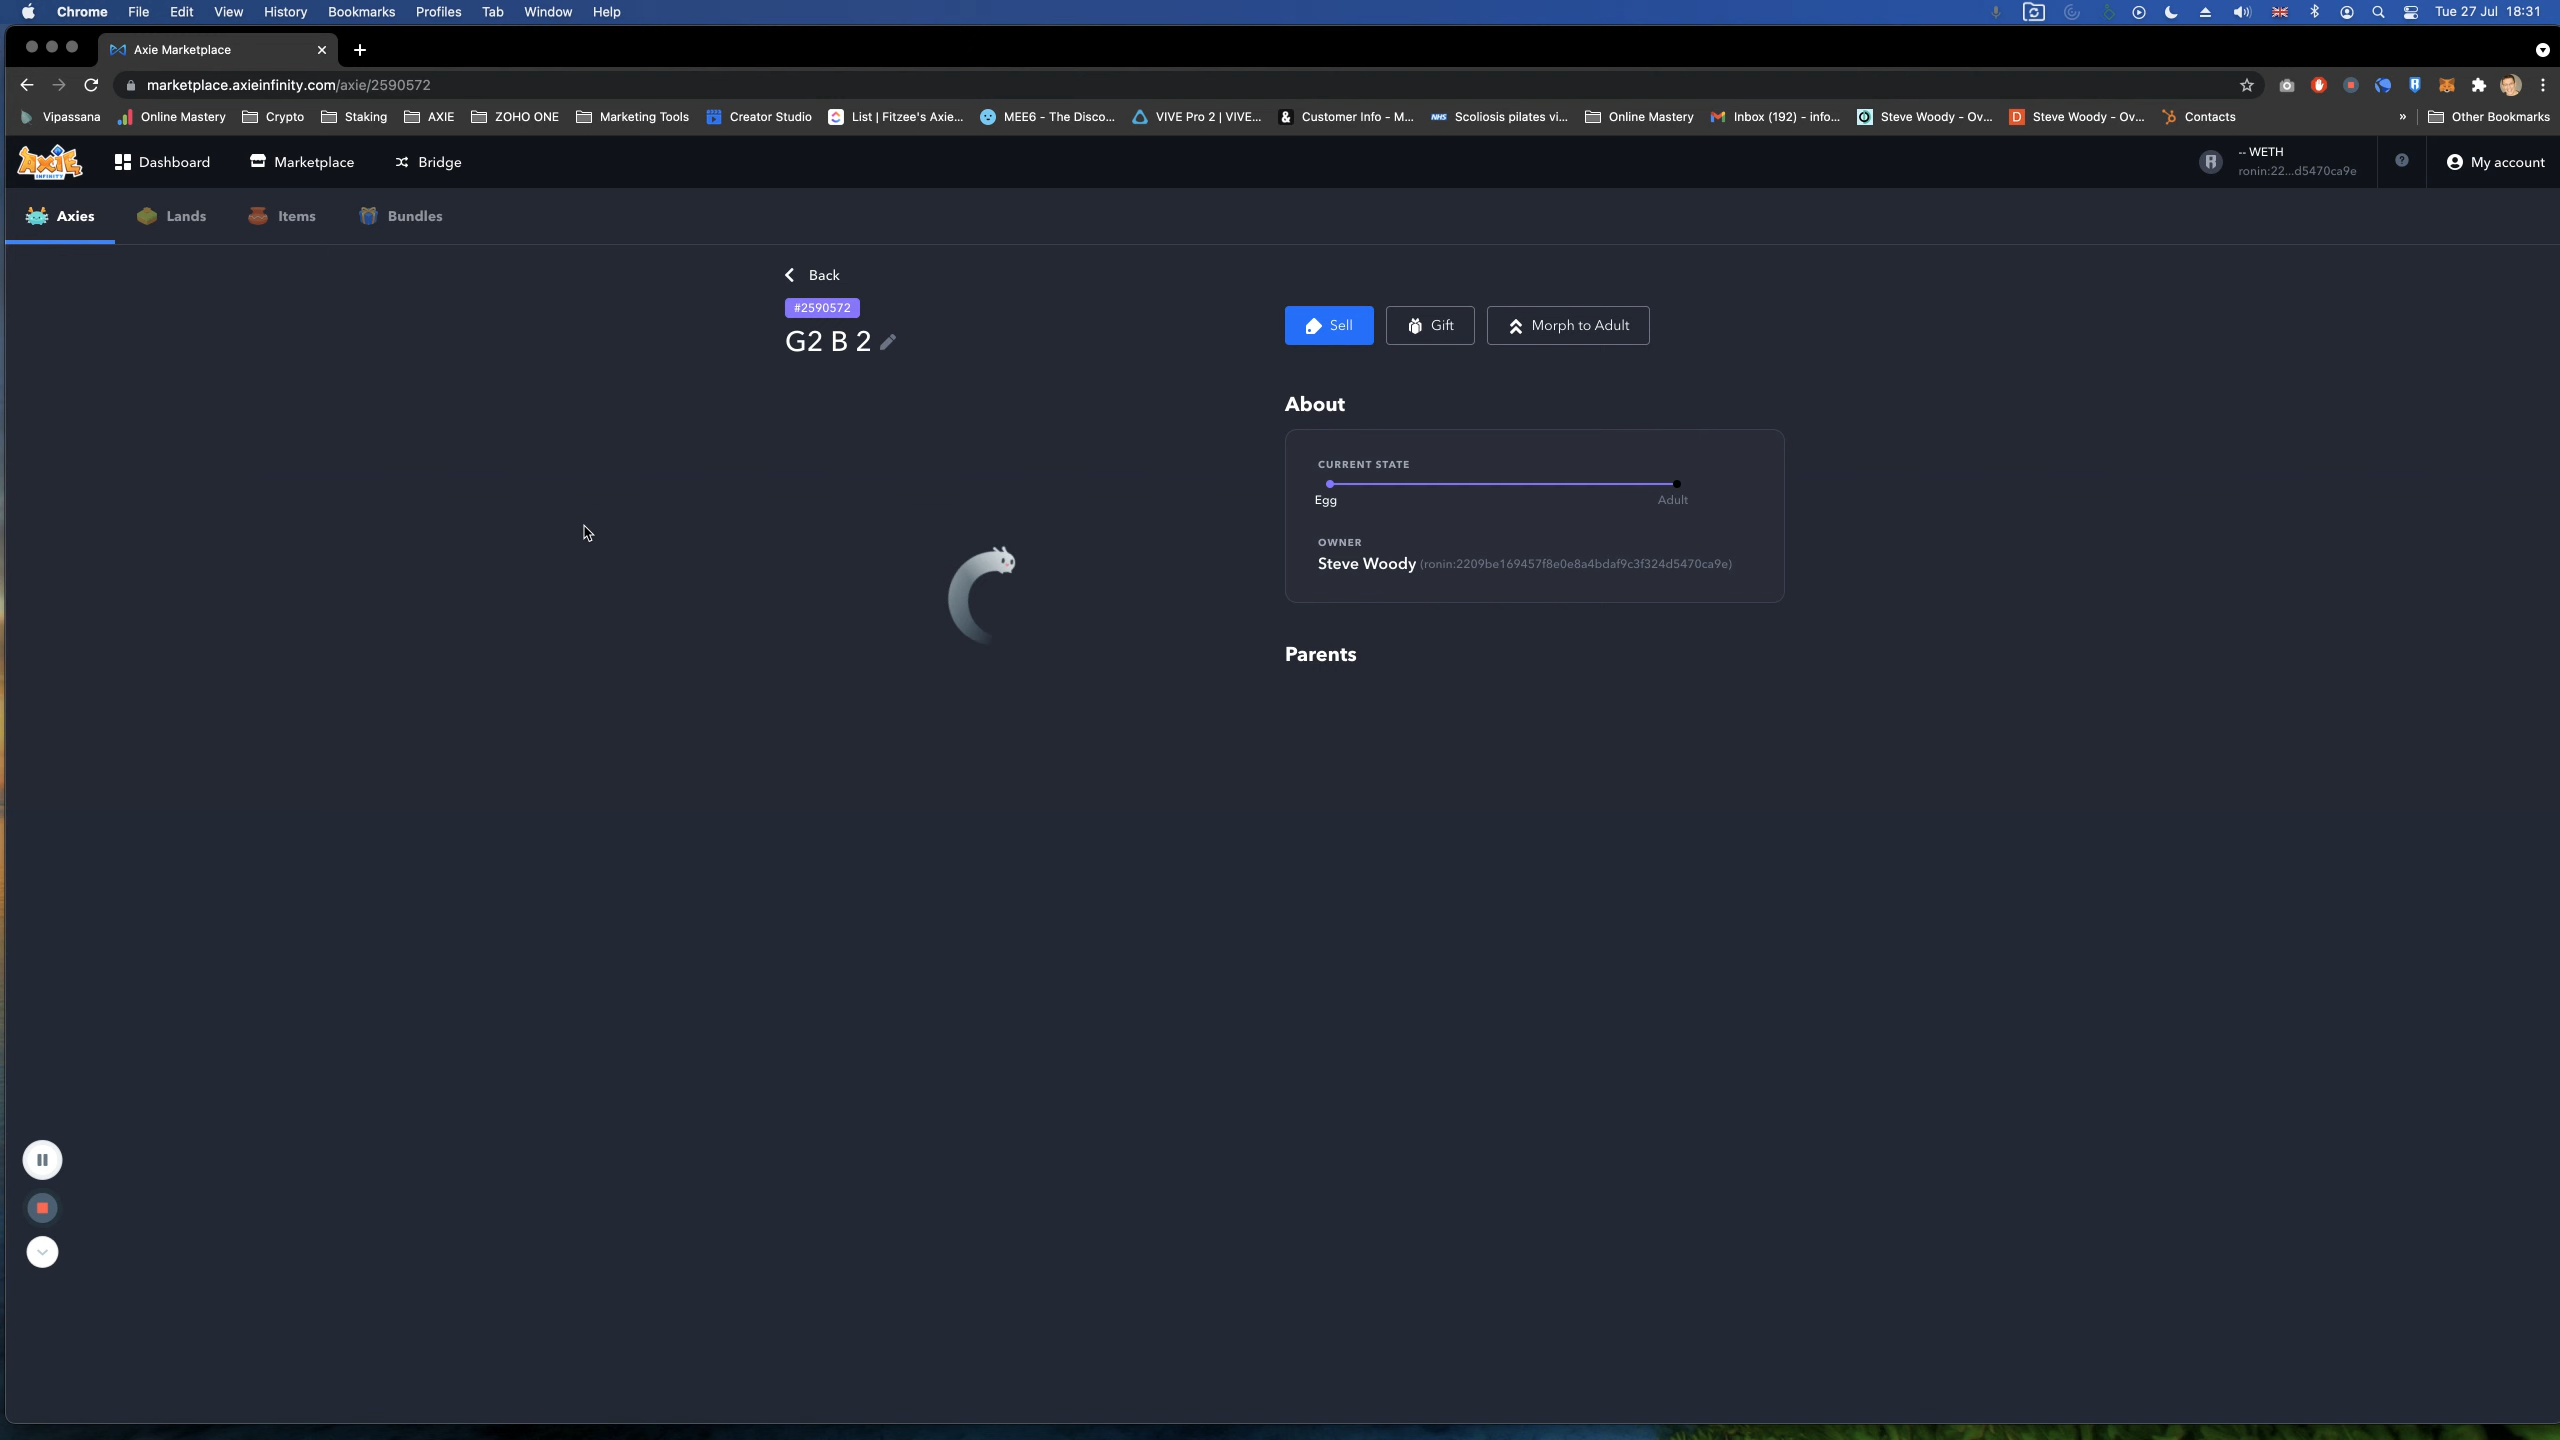 Chrome File Edit View History Bookmarks Profiles Tab Window Help Tue 27 Jul 18:31
Axie Marketplace
marketplace.axieinfinity.com/axie/2590572
Vipassana Online Mastery Crypto Staking AXIE ZOHO ONE Marketing Tools Creator Studio List | Fitzee's Axie... MEE6 - The Disco... VIVE Pro 2 | VIVE... Customer Info - M... NHS Scoliosis pilates vi... Online Mastery Inbox (192) - info... Steve Woody - Ov... D Steve Woody - Ov... Contacts » Other Bookmarks
AXIE INFINITY Dashboard Marketplace Bridge -- WETH ronin:22...d5470ca9e ? My account
Axies Lands Items Bundles
Back
#2590572
G2 B 2
Sell Gift Morph to Adult
About
CURRENT STATE
Egg Adult
OWNER
Steve Woody (ronin:2209be169457f8e0e8a4bdaf9c3f324d5470ca9e)
Parents